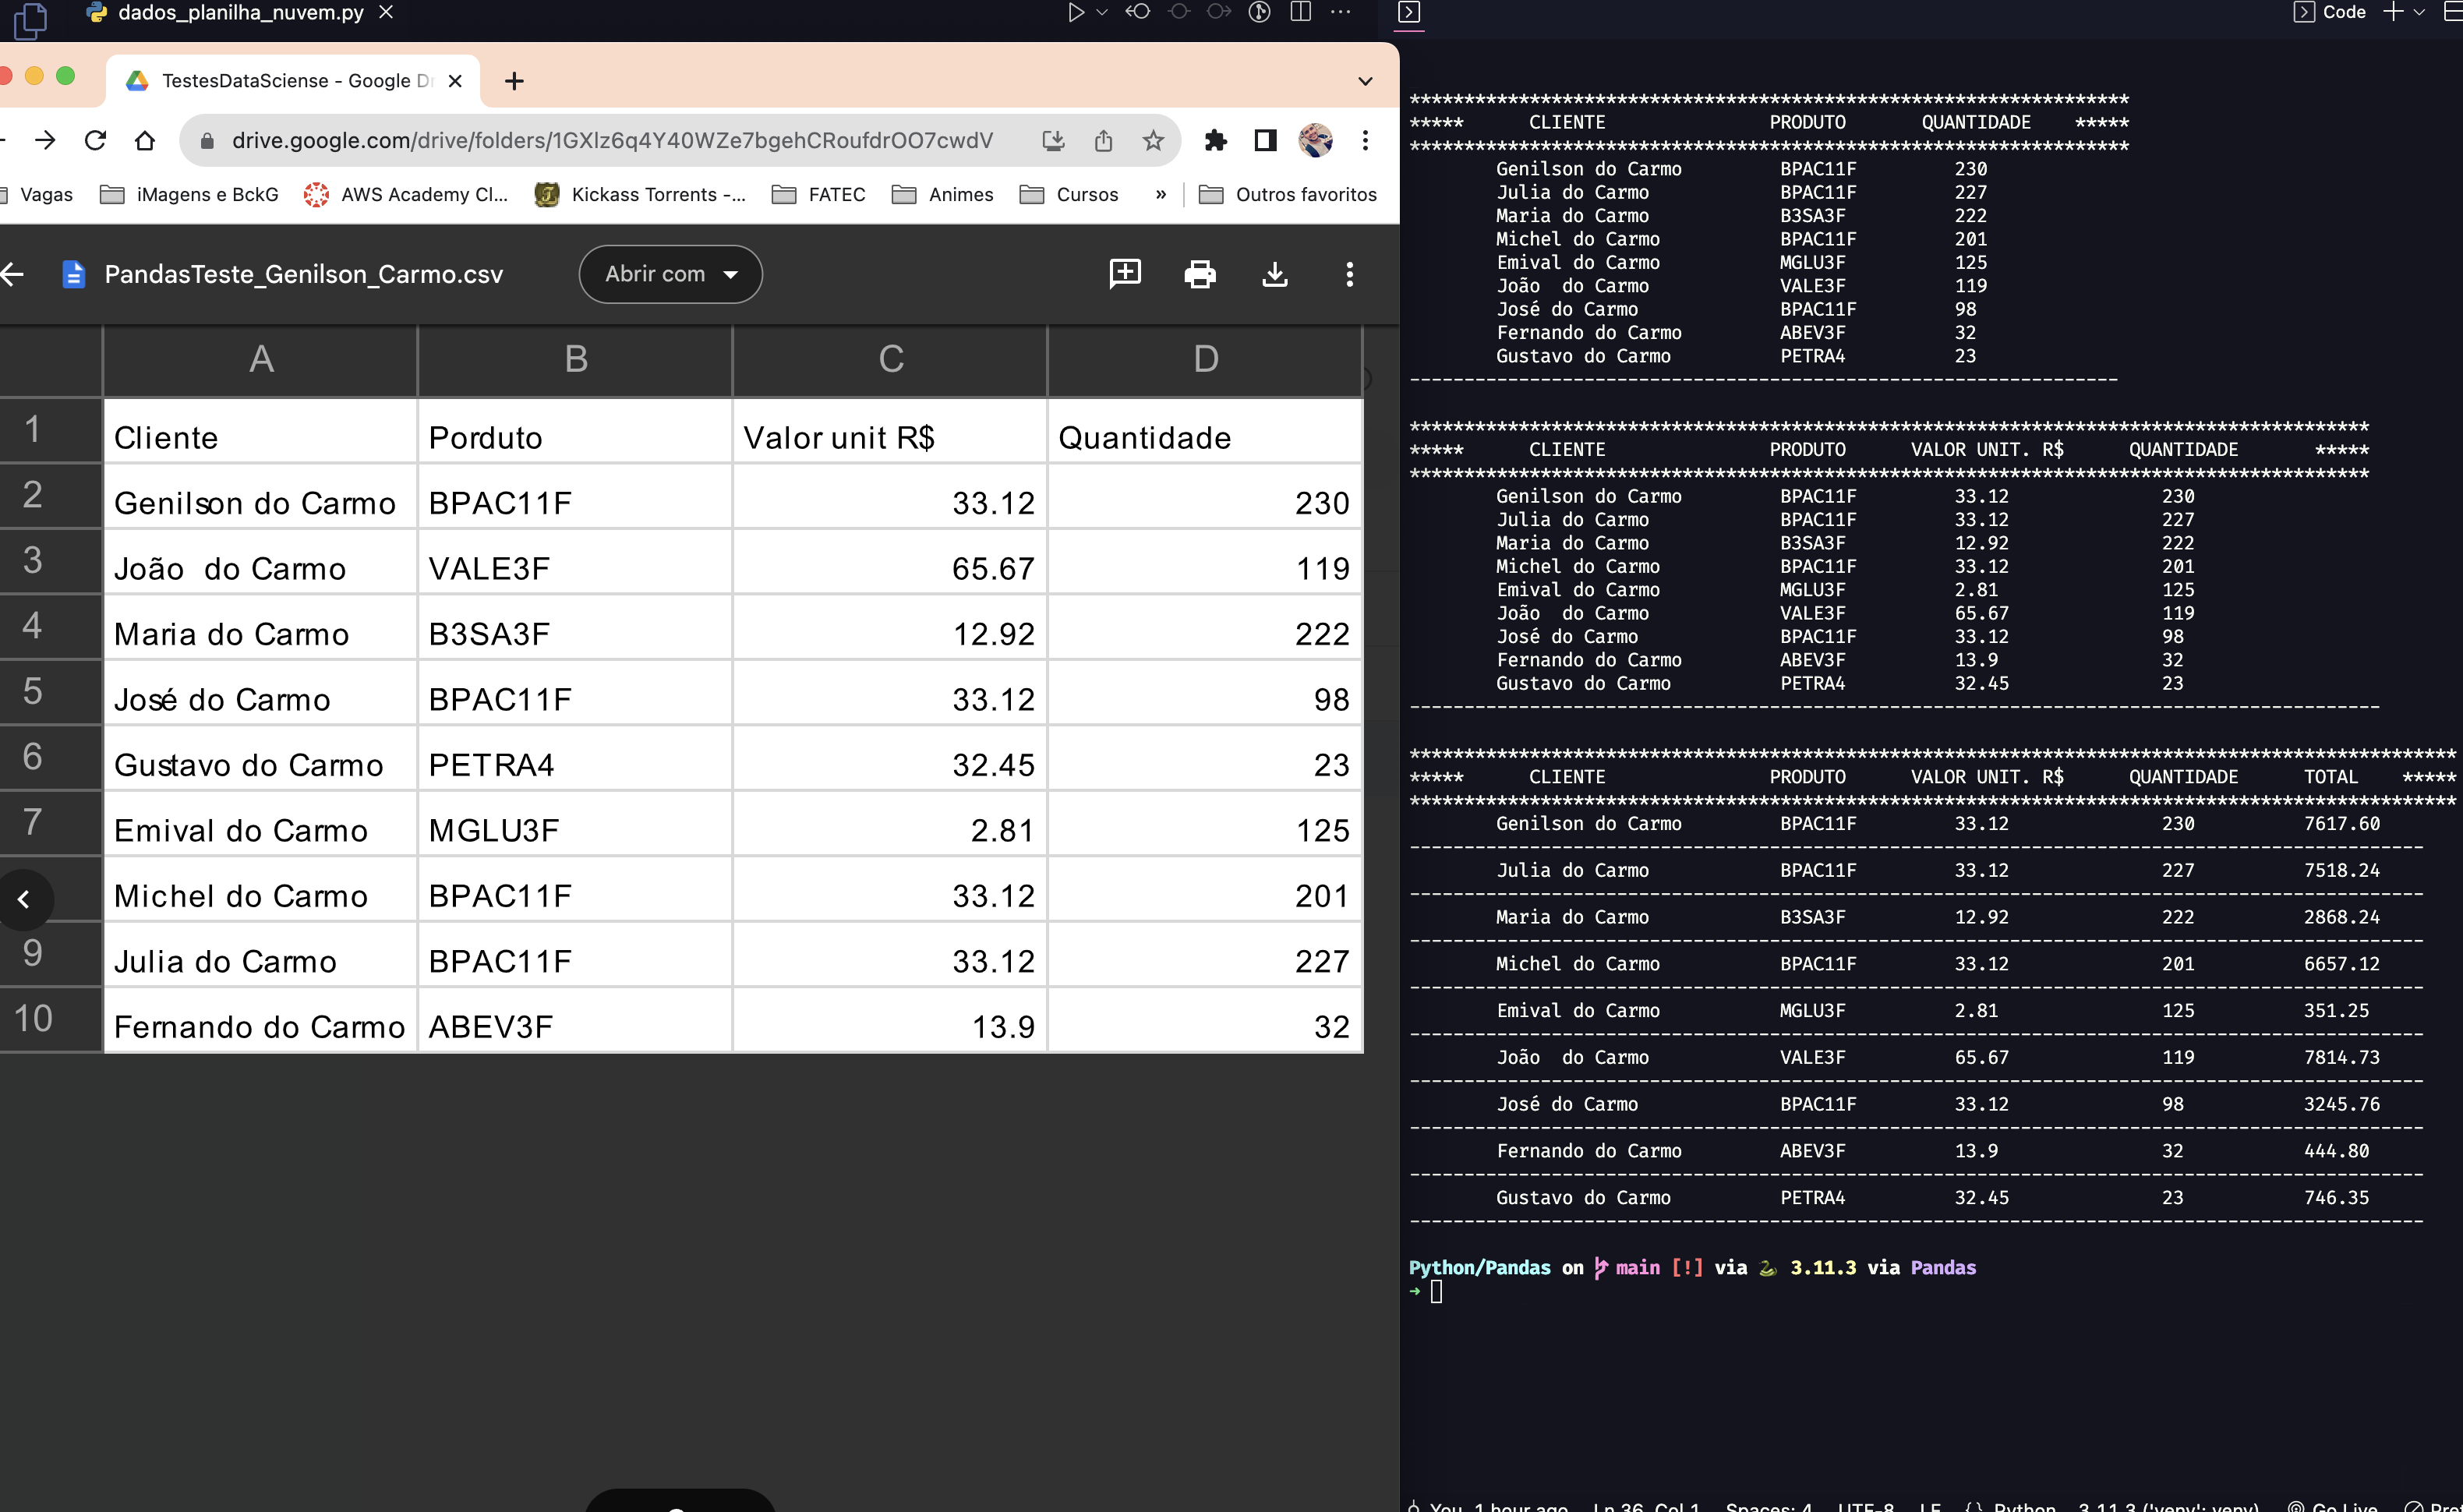 dados_planilha_nuvem.py
Code
TestesDataSciense - Google Dr
drive.google.com/drive/folders/1GXlz6q4Y40WZe7bgehCRoufdrOO7cwdV
Vagas iMagens e BckG AWS Academy Cl... Kickass Torrents -... FATEC Animes Cursos » Outros favoritos
PandasTeste_Genilson_Carmo.csv Abrir com
A B C D
1 Cliente Porduto Valor unit R$ Quantidade
2 Genilson do Carmo BPAC11F 33.12 230
3 João  do Carmo VALE3F 65.67 119
4 Maria do Carmo B3SA3F 12.92 222
5 José do Carmo BPAC11F 33.12 98
6 Gustavo do Carmo PETRA4 32.45 23
7 Emival do Carmo MGLU3F 2.81 125
Michel do Carmo BPAC11F 33.12 201
9 Julia do Carmo BPAC11F 33.12 227
10 Fernando do Carmo ABEV3F 13.9 32
***** CLIENTE PRODUTO QUANTIDADE *****
Genilson do Carmo BPAC11F 230
Julia do Carmo BPAC11F 227
Maria do Carmo B3SA3F 222
Michel do Carmo BPAC11F 201
Emival do Carmo MGLU3F 125
João  do Carmo VALE3F 119
José do Carmo BPAC11F 98
Fernando do Carmo ABEV3F 32
Gustavo do Carmo PETRA4 23
***** CLIENTE PRODUTO VALOR UNIT. R$ QUANTIDADE *****
Genilson do Carmo BPAC11F 33.12 230
Julia do Carmo BPAC11F 33.12 227
Maria do Carmo B3SA3F 12.92 222
Michel do Carmo BPAC11F 33.12 201
Emival do Carmo MGLU3F 2.81 125
João  do Carmo VALE3F 65.67 119
José do Carmo BPAC11F 33.12 98
Fernando do Carmo ABEV3F 13.9 32
Gustavo do Carmo PETRA4 32.45 23
***** CLIENTE PRODUTO VALOR UNIT. R$ QUANTIDADE TOTAL *****
Genilson do Carmo BPAC11F 33.12 230 7617.60
Julia do Carmo BPAC11F 33.12 227 7518.24
Maria do Carmo B3SA3F 12.92 222 2868.24
Michel do Carmo BPAC11F 33.12 201 6657.12
Emival do Carmo MGLU3F 2.81 125 351.25
João  do Carmo VALE3F 65.67 119 7814.73
José do Carmo BPAC11F 33.12 98 3245.76
Fernando do Carmo ABEV3F 13.9 32 444.80
Gustavo do Carmo PETRA4 32.45 23 746.35
Python/Pandas on main [!] via 3.11.3 via Pandas
You, 1 hour ago Ln 36, Col 1 Spaces: 4 UTF-8 LF {} Python 3.11.3 ('venv': venv) Go Live